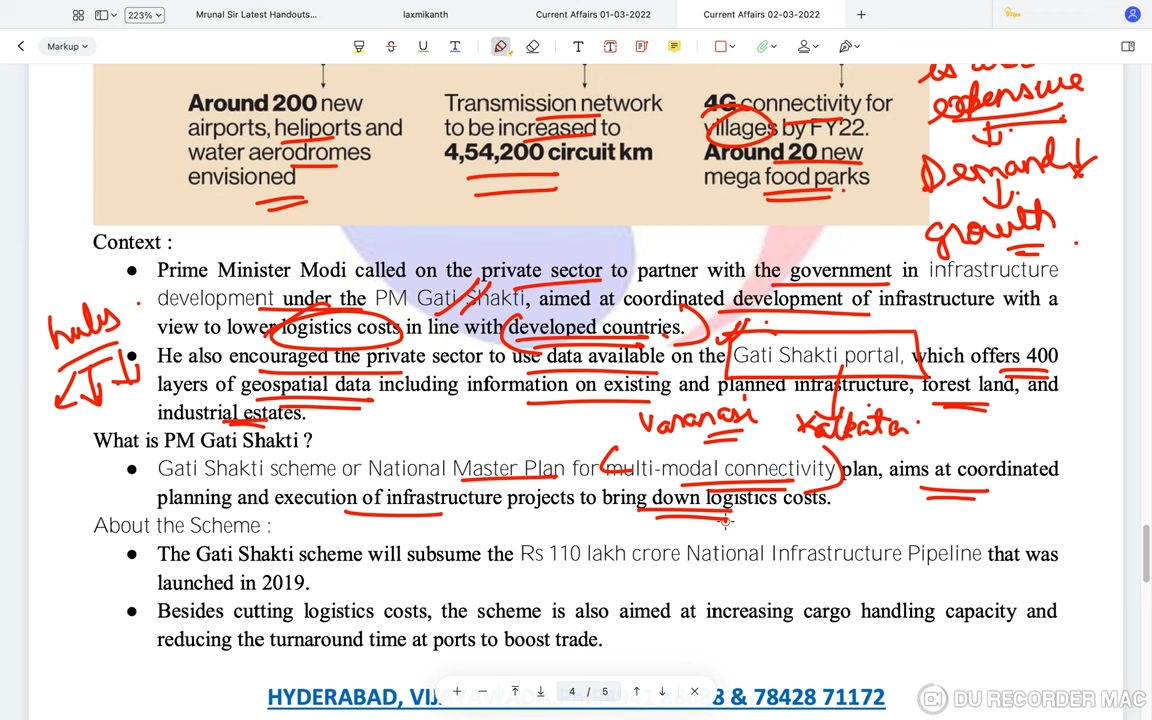 223%
Mrunal Sir Latest Handouts...
laxmikanth
Current Affairs 01-03-2022
Current Affairs 02-03-2022
Markup
Around 200 new
airports, heliports and
water aerodromes
envisioned
Transmission network
to be increased to
4,54,200 circuit km
4G connectivity for
villages by FY22.
Around 20 new
mega food parks
expensive
Demand
growth
Context :
● Prime Minister Modi called on the private sector to partner with the government in infrastructure
development under the PM Gati Shakti, aimed at coordinated development of infrastructure with a
view to lower logistics costs in line with developed countries.
hubs
● He also encouraged the private sector to use data available on the Gati Shakti portal, which offers 400
layers of geospatial data including information on existing and planned infrastructure, forest land, and
industrial estates.
Varanasi
Kolkata
What is PM Gati Shakti ?
● Gati Shakti scheme or National Master Plan for multi-modal connectivity plan, aims at coordinated
planning and execution of infrastructure projects to bring down logistics costs.
About the Scheme :
● The Gati Shakti scheme will subsume the Rs 110 lakh crore National Infrastructure Pipeline that was
launched in 2019.
● Besides cutting logistics costs, the scheme is also aimed at increasing cargo handling capacity and
reducing the turnaround time at ports to boost trade.
4 / 5
HYDERABAD, & 78428 71172
DU RECORDER MAC